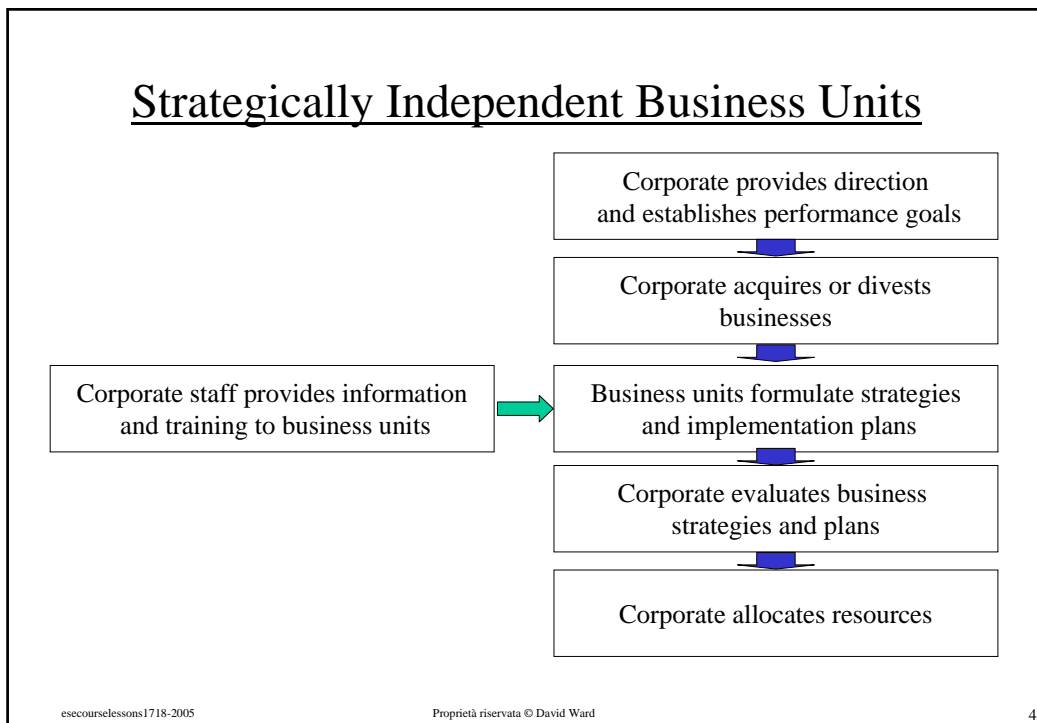 Strategically Independent Business Units
Corporate provides direction
and establishes performance goals
Corporate acquires or divests
businesses
Corporate staff provides information
and training to business units
Business units formulate strategies
and implementation plans
Corporate evaluates business
strategies and plans
Corporate allocates resources
esecourselessons1718-2005
Proprietà riservata © David Ward
4